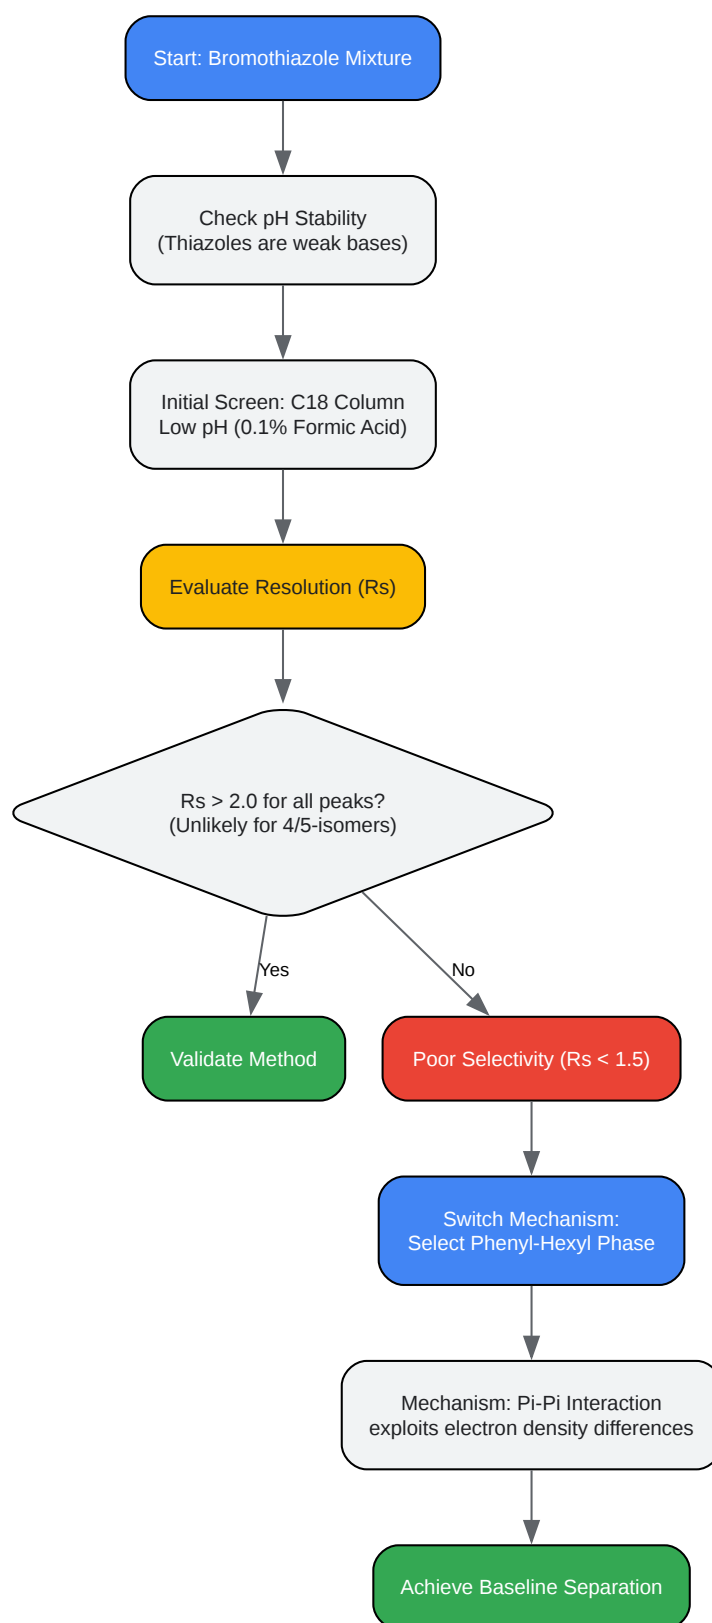 Start: Bromothiazole Mixture
Check pH Stability
(Thiazoles are weak bases)
Initial Screen: C18 Column
Low pH (0.1% Formic Acid)
Evaluate Resolution (Rs)
Rs > 2.0 for all peaks?
(Unlikely for 4/5-isomers)
Yes
No
Validate Method
Poor Selectivity (Rs < 1.5)
Switch Mechanism:
Select Phenyl-Hexyl Phase
Mechanism: Pi-Pi Interaction
exploits electron density differences
Achieve Baseline Separation